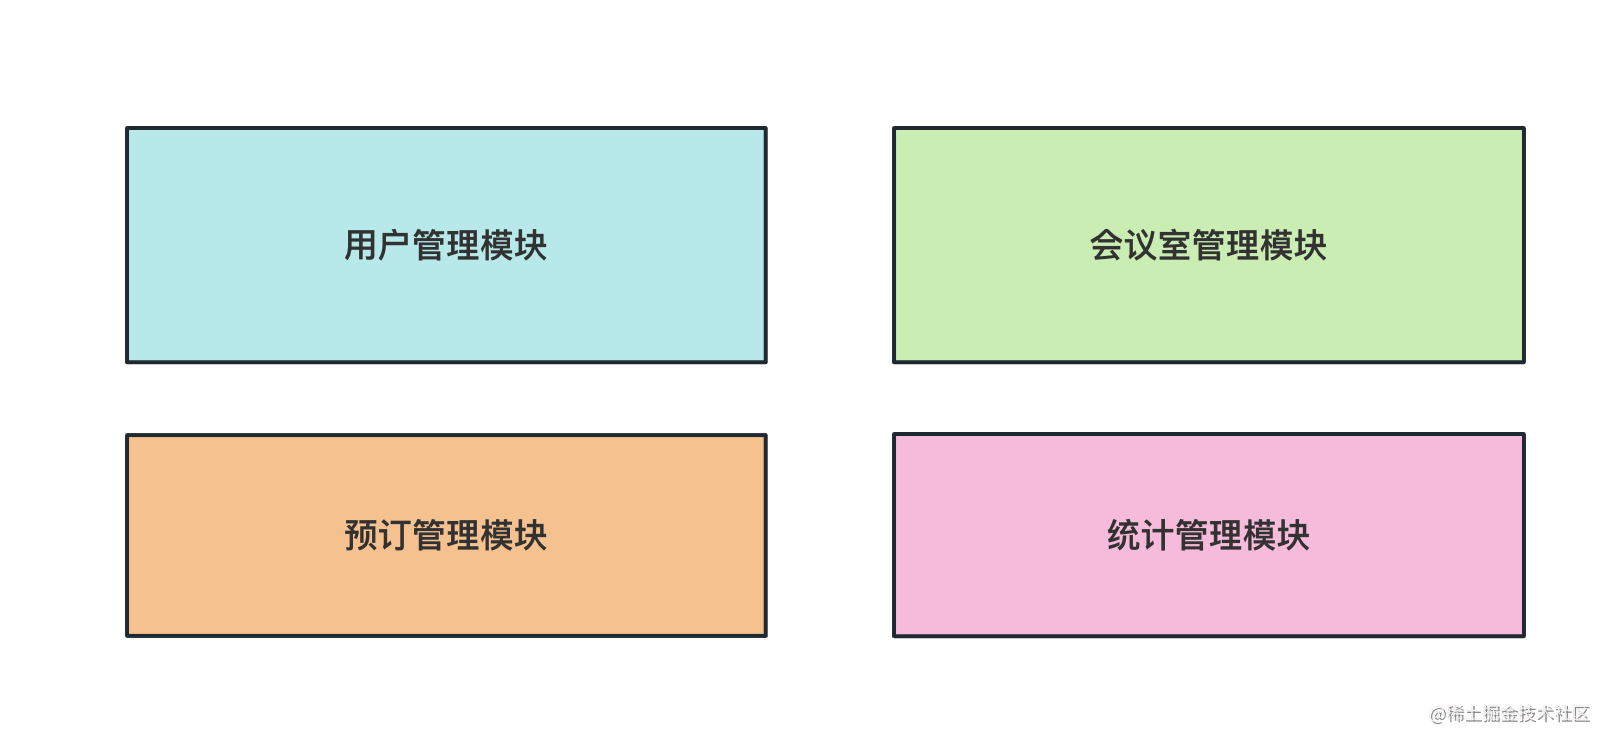 用户管理模块
会议室管理模块
预订管理模块
统计管理模块
@稀土掘金技术社区